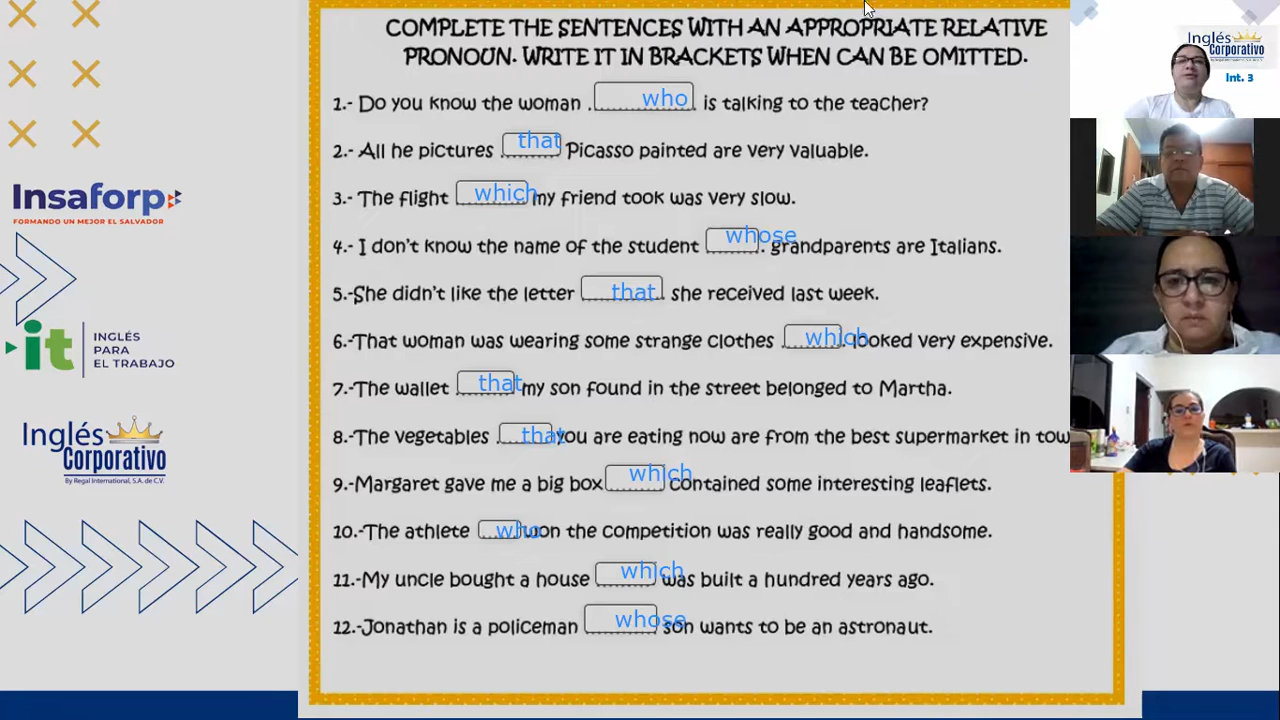 COMPLETE THE SENTENCES WITH AN APPROPRIATE RELATIVE
PRONOUN. WRITE IT IN BRACKETS WHEN CAN BE OMITTED.
1.- Do you know the woman who is talking to the teacher?
2.- All he pictures that Picasso painted are very valuable.
3.- The flight which my friend took was very slow.
4.- I don't know the name of the student whose grandparents are Italians.
5.-She didn't like the letter that she received last week.
6.-That woman was wearing some strange clothes which looked very expensive.
7.-The wallet that my son found in the street belonged to Martha.
8.-The vegetables that you are eating now are from the best supermarket in tow
9.-Margaret gave me a big box which contained some interesting leaflets.
10.-The athlete who won the competition was really good and handsome.
11.-My uncle bought a house which was built a hundred years ago.
12.-Jonathan is a policeman whose son wants to be an astronaut.
Insaforp
FORMANDO UN MEJOR EL SALVADOR
it
INGLÉS
PARA
EL TRABAJO
Inglés
Corporativo
By Regal International, S.A. de C.V.
Inglés
Corporativo
Int. 3